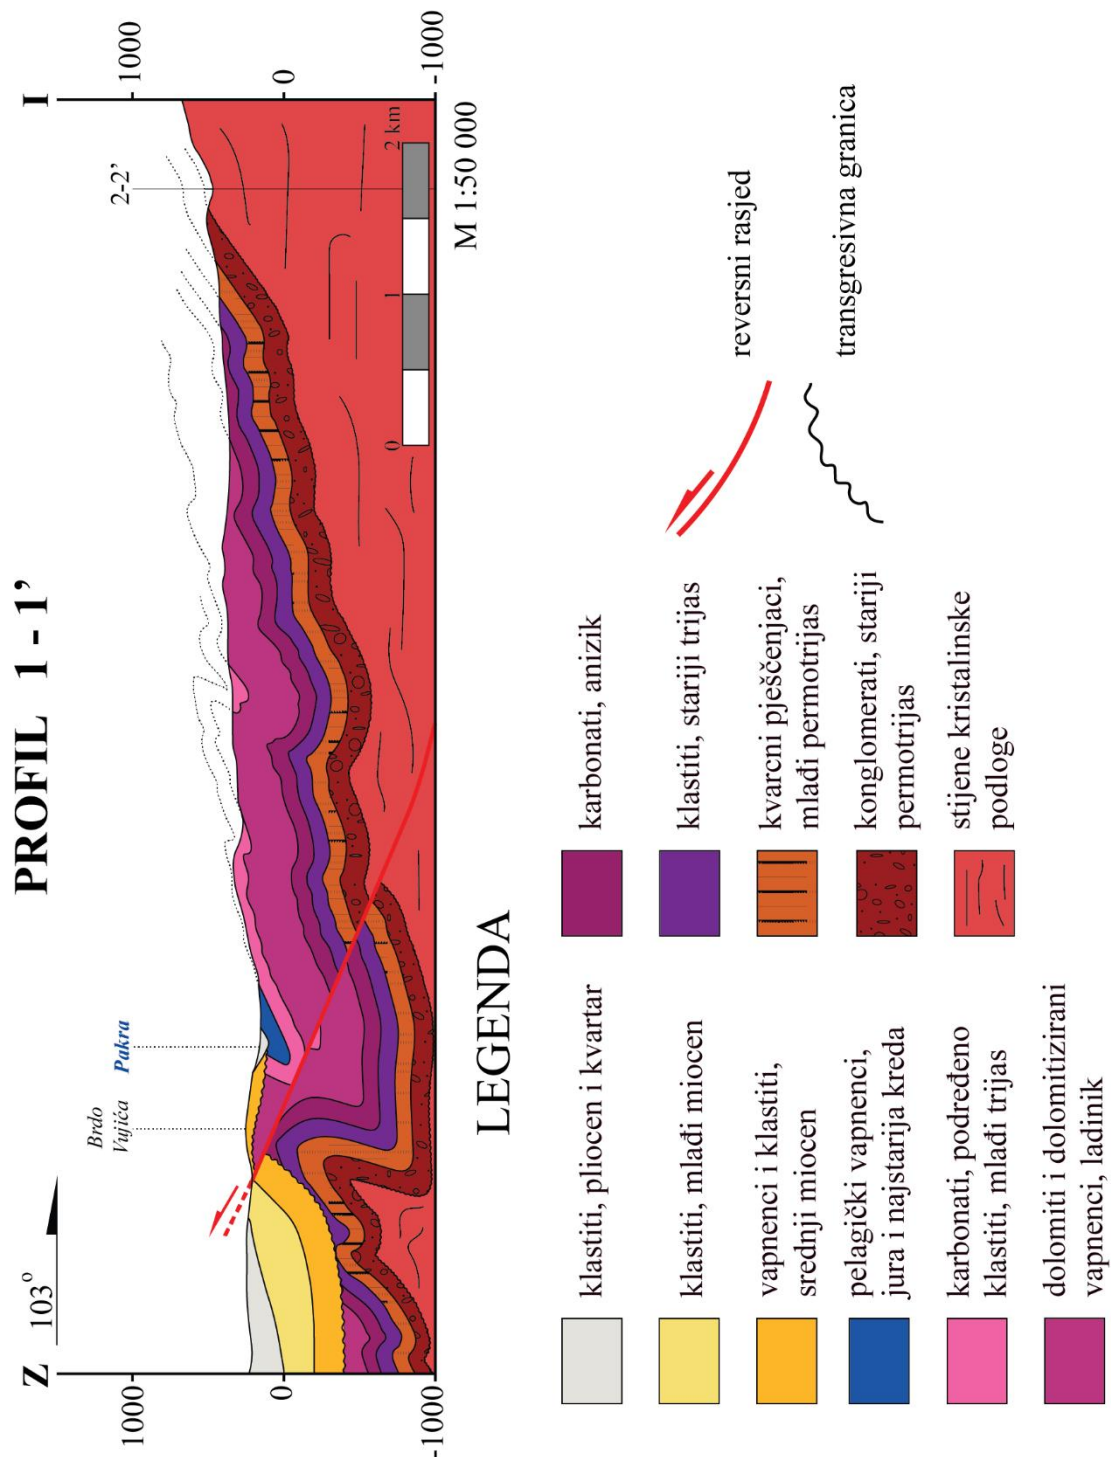 PROFIL 1 - 1'
Z
103°
Brdo
Vujića
Pakra
2-2'
I
1000
0
-1000
1000
0
-1000
0
1
2 km
M 1:50 000
LEGENDA
klastiti, pliocen i kvartar
klastiti, mlađi miocen
vapnenci i klastiti,
srednji miocen
pelagički vapnenci,
jura i najstarija kreda
karbonati, podređeno
klastiti, mlađi trijas
dolomiti i dolomitizirani
vapnenci, ladinik
karbonati, anizik
klastiti, stariji trijas
kvarcni pješčenjaci,
mlađi permotrijas
konglomerati, stariji
permotrijas
stijene kristalinske
podloge
reversni rasjed
transgresivna granica